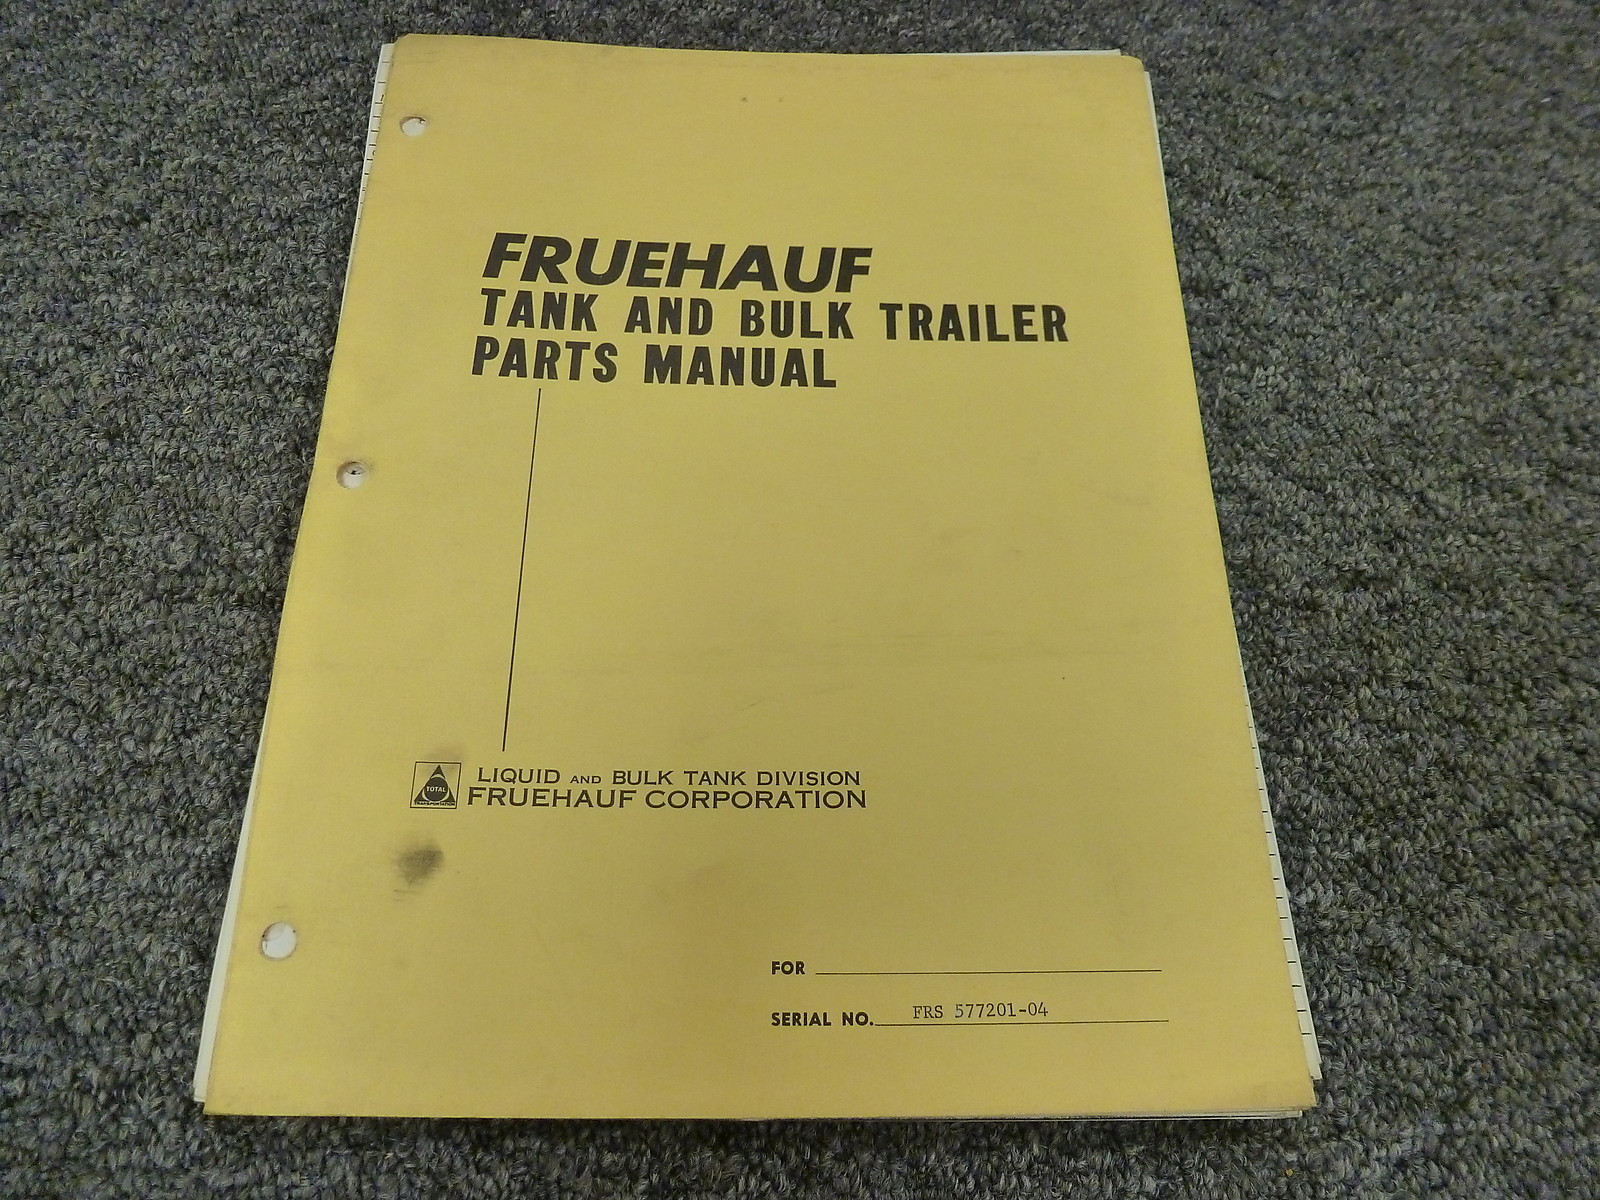 FRUEHAUF
TANK AND BULK TRAILER
PARTS MANUAL
TOTAL
LIQUID AND BULK TANK DIVISION
FRUEHAUF CORPORATION
FOR
SERIAL NO. FRS 577201-04